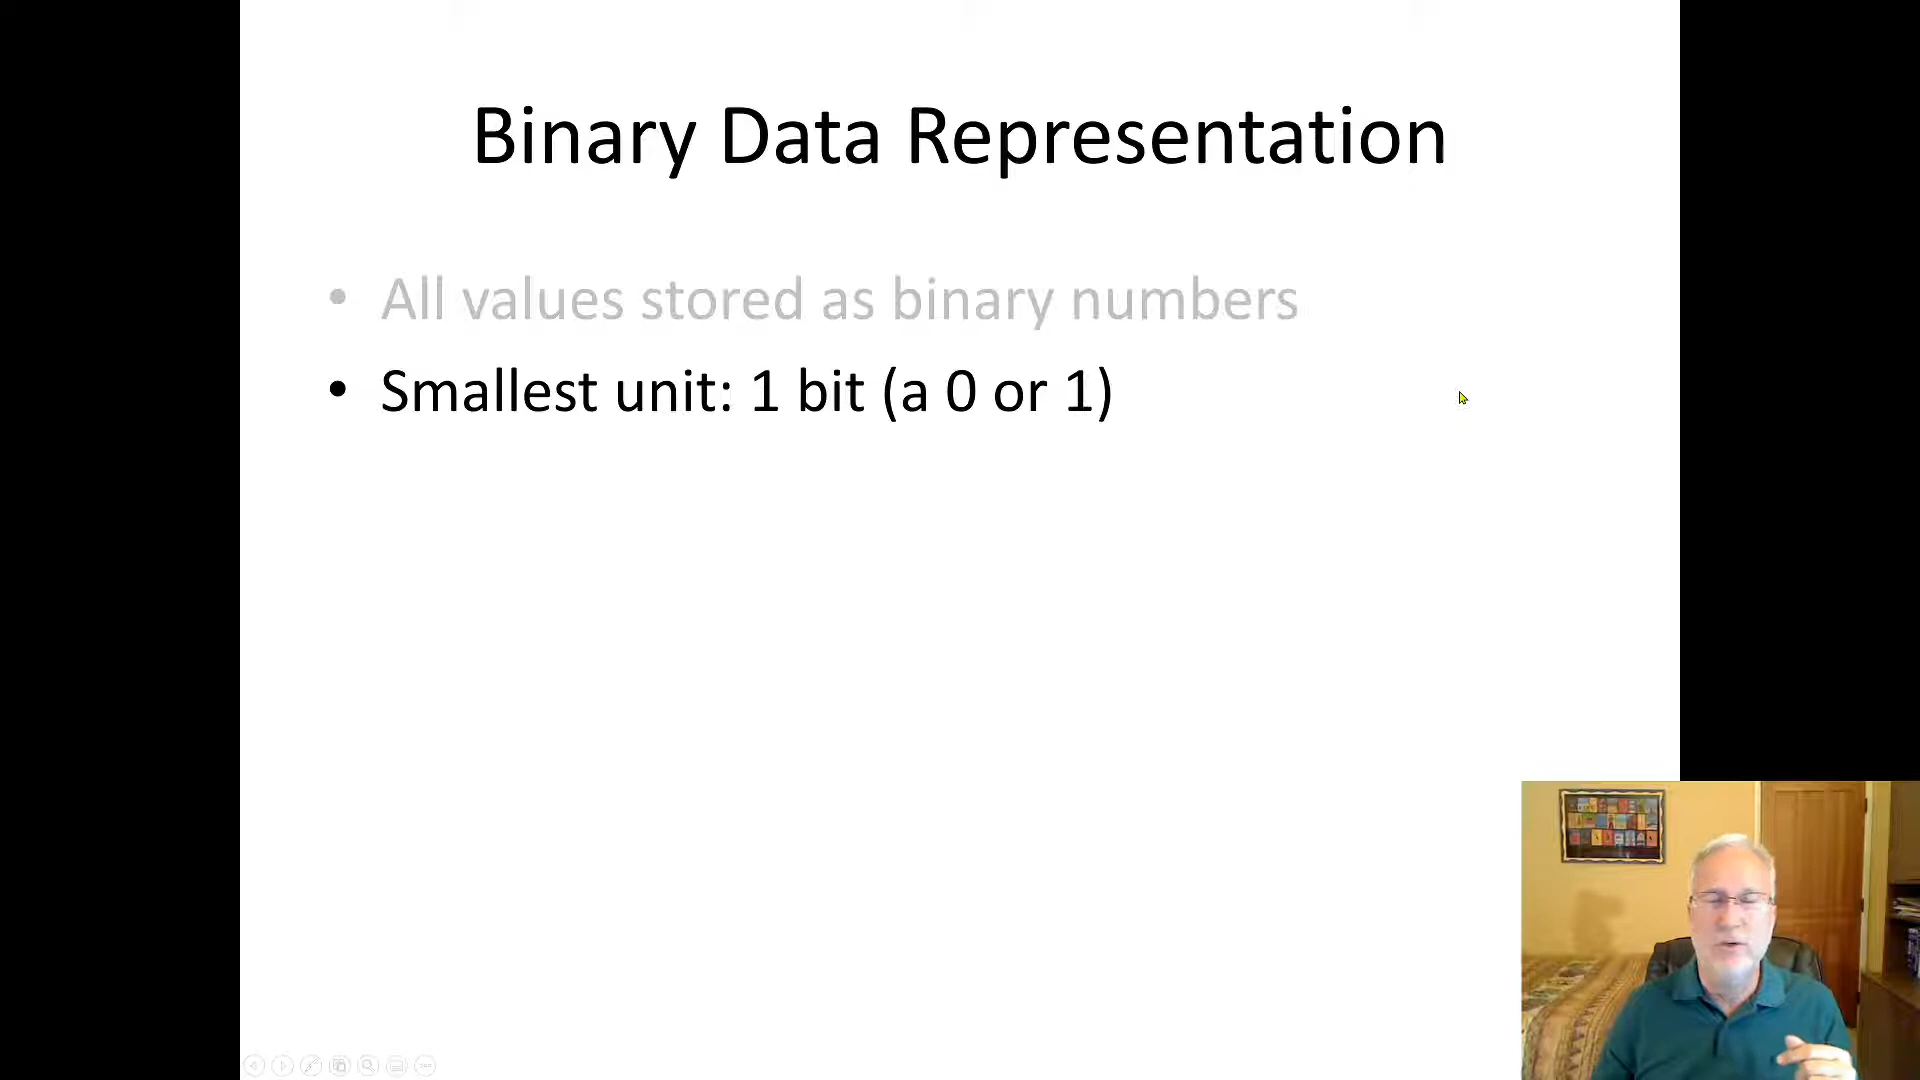 Binary Data Representation
• All values stored as binary numbers
• Smallest unit: 1 bit (a 0 or 1)